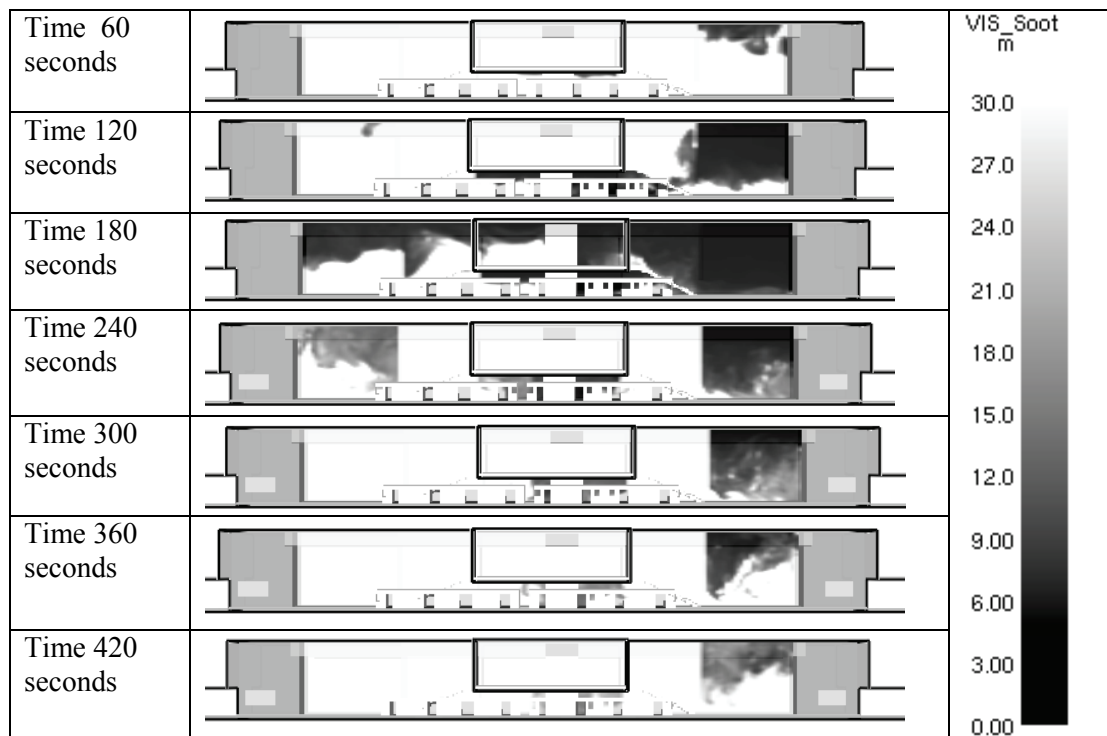 Time 60
seconds
Time 120
seconds
Time 180
seconds
Time 240
seconds
Time 300
seconds
Time 360
seconds
Time 420
seconds
VIS_Soot
m
30.0
27.0
24.0
21.0
18.0
15.0
12.0
9.00
6.00
3.00
0.00